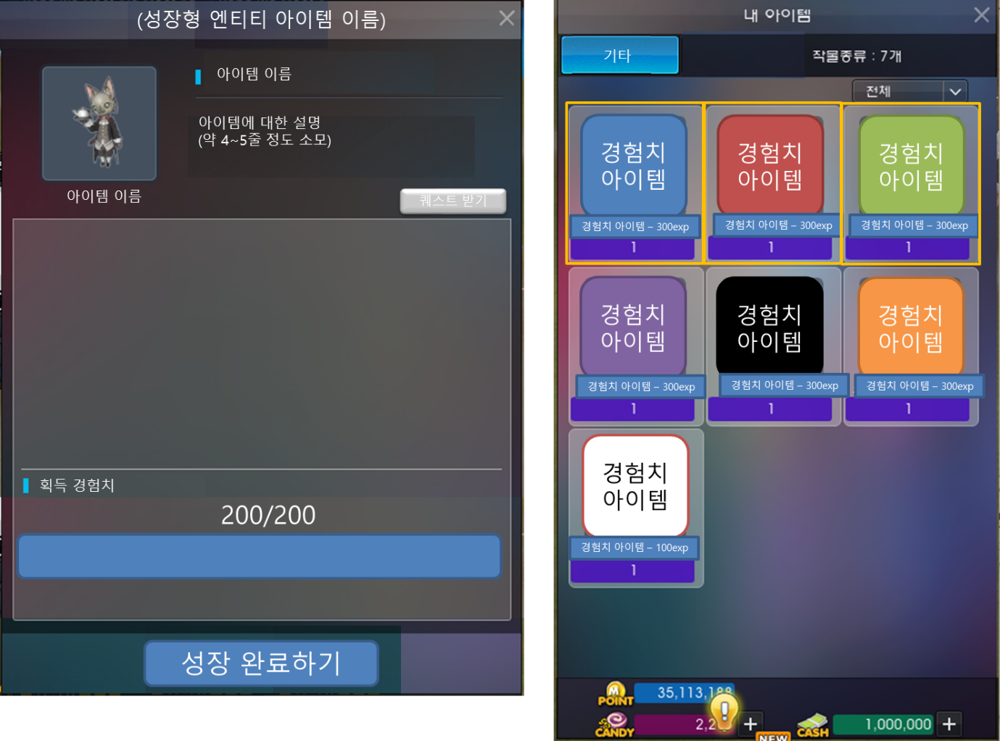 (성장형 엔티티 아이템 이름)
아이템 이름
아이템에 대한 설명
(약 4~5줄 정도 소모)
아이템 이름
퀘스트 받기
획득 경험치
200/200
성장 완료하기
내 아이템
기타
작물종류 : 7개
전체
경험치
아이템
경험치 아이템 – 300exp
1
경험치
아이템
경험치 아이템 – 300exp
1
경험치
아이템
경험치 아이템 – 300exp
1
경험치
아이템
경험치 아이템 – 300exp
1
경험치
아이템
경험치 아이템 – 300exp
1
경험치
아이템
경험치 아이템 – 300exp
1
경험치
아이템
경험치 아이템 – 100exp
1
M
POINT
CANDY
CASH 1,000,000
NEW